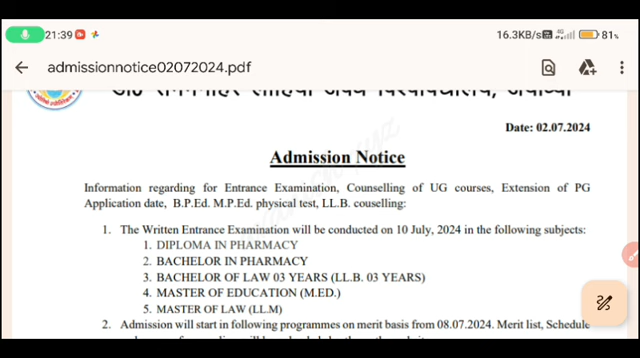 21:39
16.3KB/s
4G
81%
admissionnotice02072024.pdf
Date: 02.07.2024
Admission Notice
Information regarding for Entrance Examination, Counselling of UG courses, Extension of PG
Application date, B.P.Ed. M.P.Ed. physical test, LL.B. couselling:
1. The Written Entrance Examination will be conducted on 10 July, 2024 in the following subjects:
1. DIPLOMA IN PHARMACY
2. BACHELOR IN PHARMACY
3. BACHELOR OF LAW 03 YEARS (LL.B. 03 YEARS)
4. MASTER OF EDUCATION (M.ED.)
5. MASTER OF LAW (LL.M)
2. Admission will start in following programmes on merit basis from 08.07.2024. Merit list, Schedule